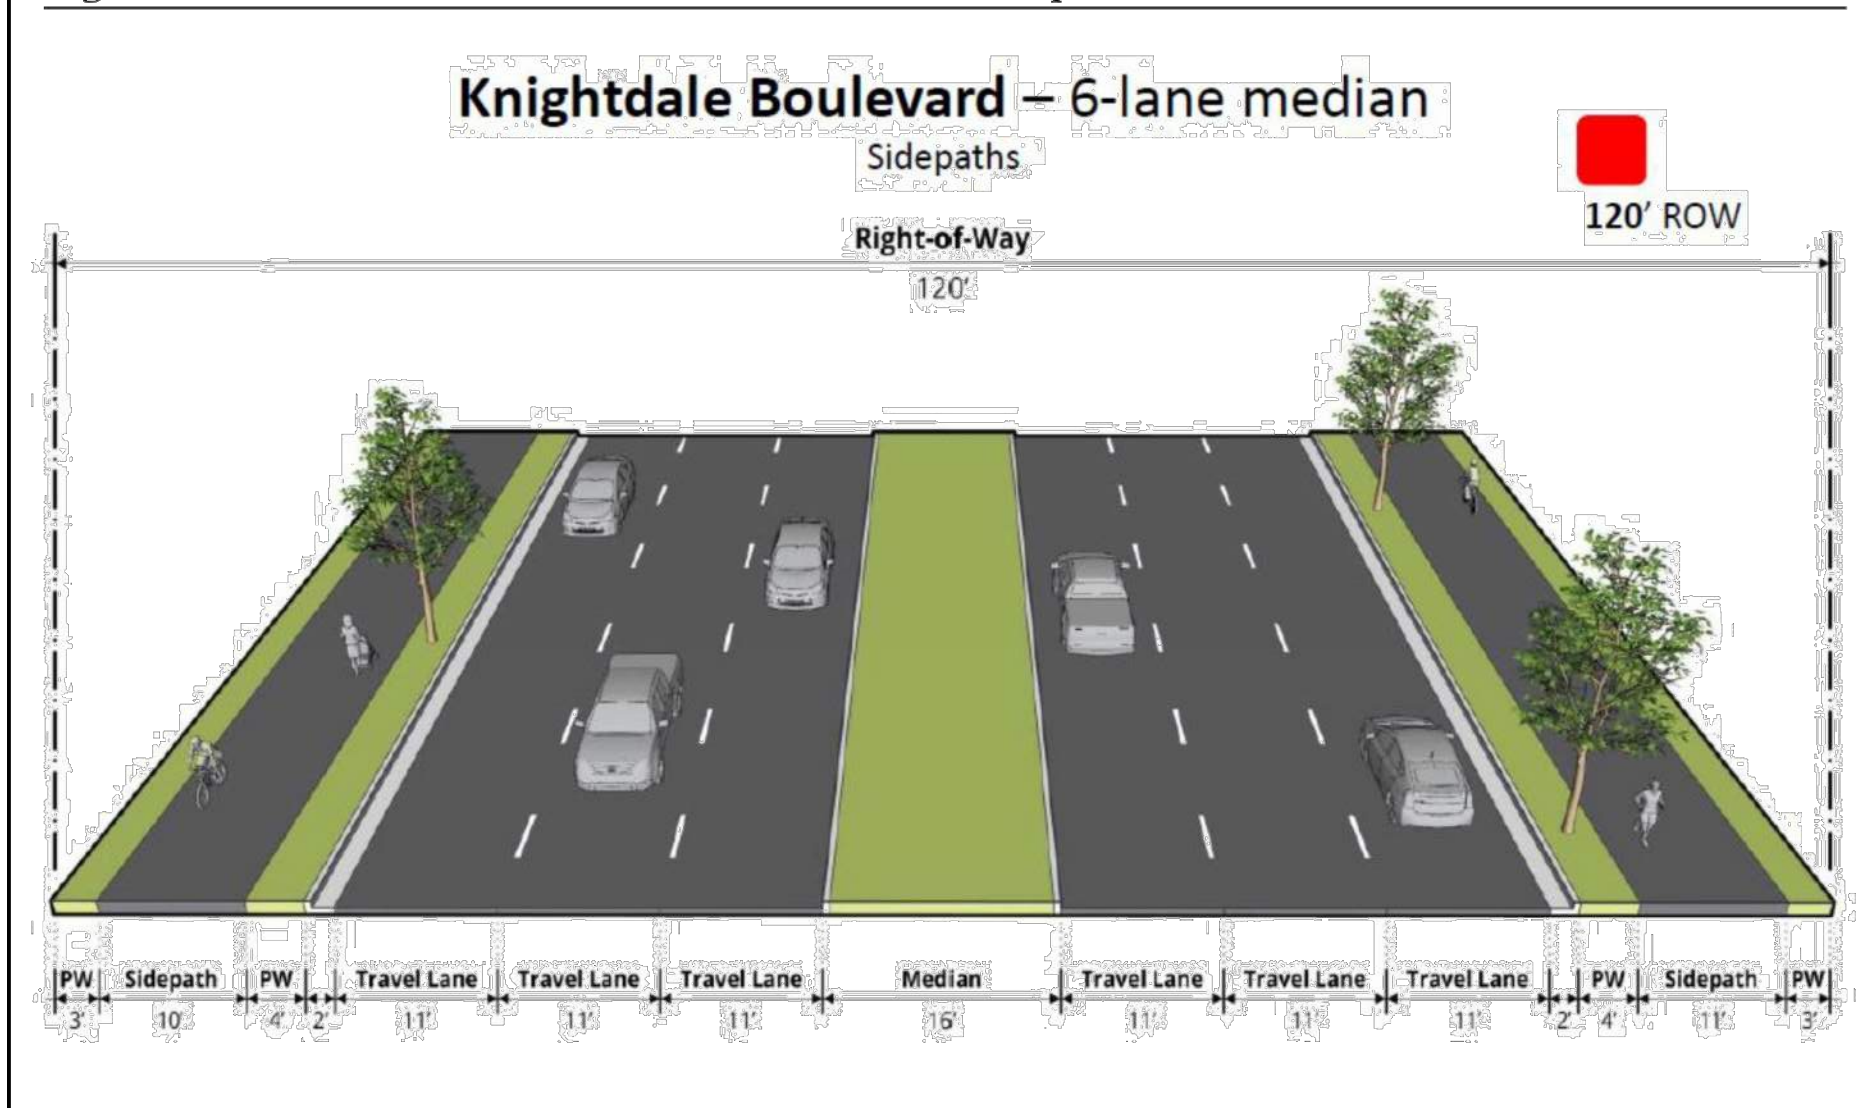 Knightdale Boulevard – 6-lane median
Sidepaths
120’ ROW
Right-of-Way
120’
PW Sidepath PW Travel Lane Travel Lane Travel Lane Median Travel Lane Travel Lane Travel Lane PW Sidepath PW
3’ 10’ 4’ 2’ 11’ 11’ 11’ 16’ 11’ 11’ 11’ 2’ 4’ 11’ 3’